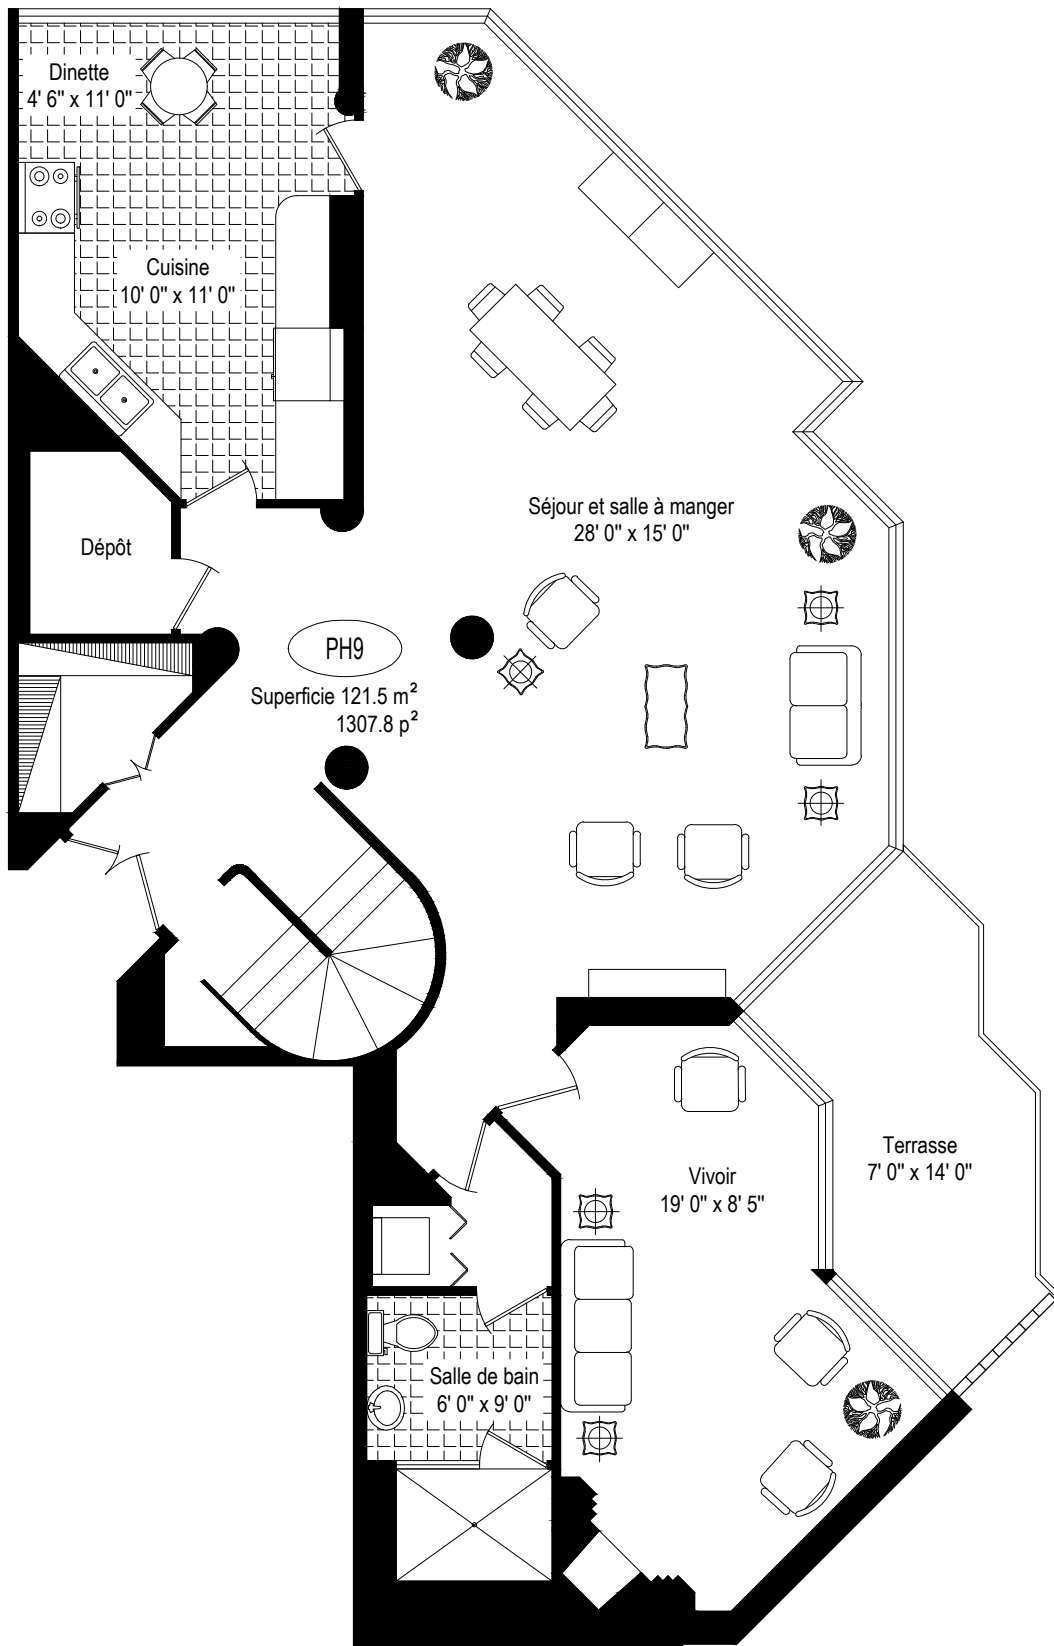 Dinette
4' 6" x 11' 0"
Cuisine
10' 0" x 11' 0"
Séjour et salle à manger
28' 0" x 15' 0"
Dépôt
PH9
Superficie 121.5 m²
1307.8 p²
Terrasse
7' 0" x 14' 0"
Vivoir
19' 0" x 8' 5"
Salle de bain
6' 0" x 9' 0"